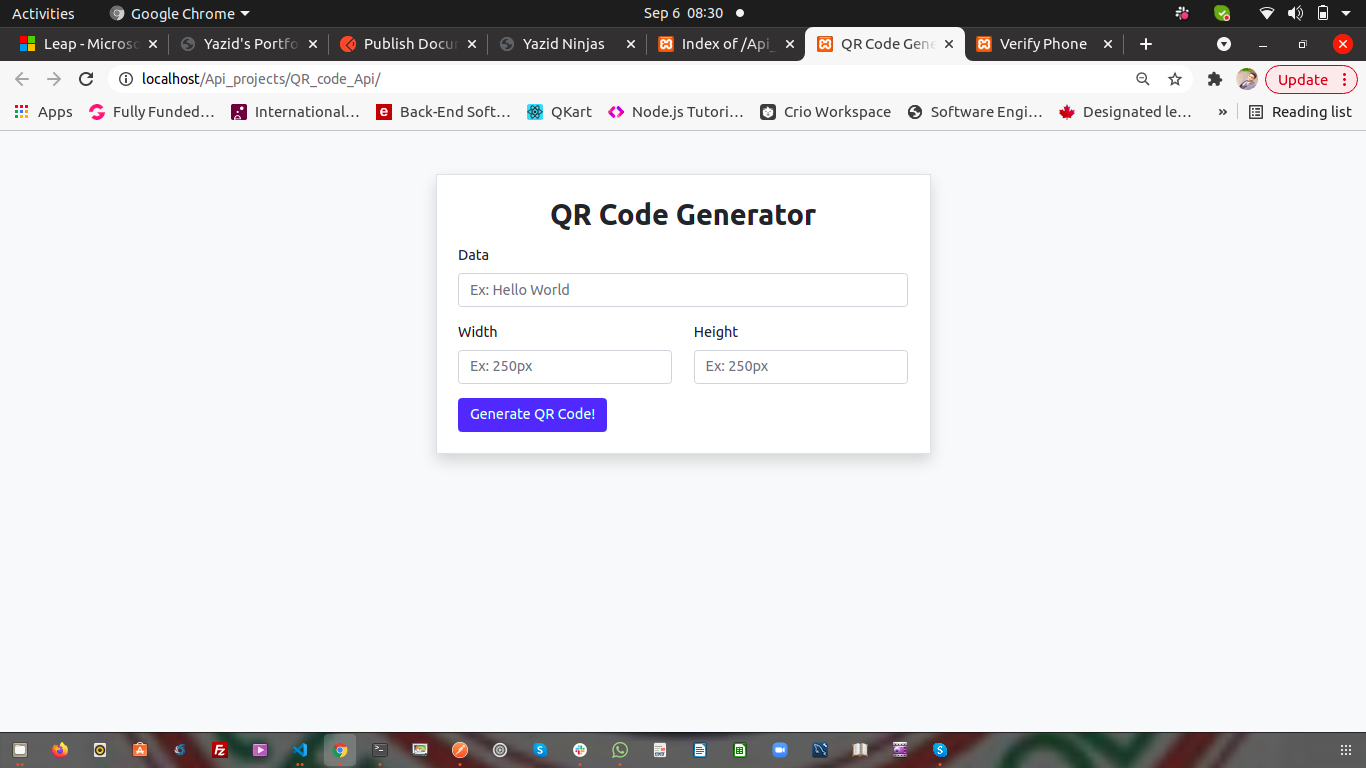 Activities Google Chrome Sep 6 08:30
Leap - Microsc Yazid's Portfo Publish Docur Yazid Ninjas Index of /Api_ QR Code Gene Verify Phone
localhost/Api_projects/QR_code_Api/ Update
Apps Fully Funded… International… Back-End Soft… QKart Node.js Tutori… Crio Workspace Software Engi… Designated le… » Reading list
QR Code Generator
Data
Ex: Hello World
Width Height
Ex: 250px Ex: 250px
Generate QR Code!